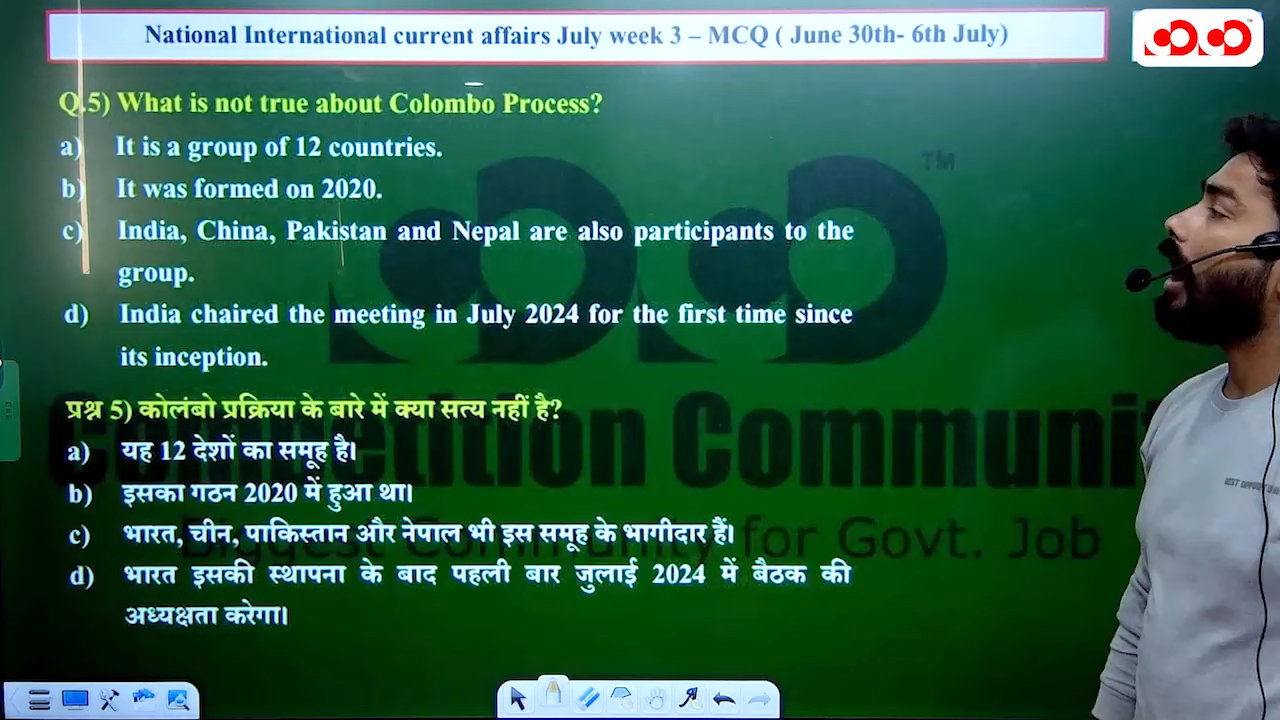 National International current affairs July week 3 – MCQ ( June 30th- 6th July)
Q.5) What is not true about Colombo Process?
a) It is a group of 12 countries.
b) It was formed on 2020.
c) India, China, Pakistan and Nepal are also participants to the
group.
d) India chaired the meeting in July 2024 for the first time since
its inception.
प्रश्न 5) कोलंबो प्रक्रिया के बारे में क्या सत्य नहीं है?
a) यह 12 देशों का समूह है।
b) इसका गठन 2020 में हुआ था।
c) भारत, चीन, पाकिस्तान और नेपाल भी इस समूह के भागीदार हैं।
d) भारत इसकी स्थापना के बाद पहली बार जुलाई 2024 में बैठक की
अध्यक्षता करेगा।
TM
Competition Communi
Biggest Community for Govt. Job